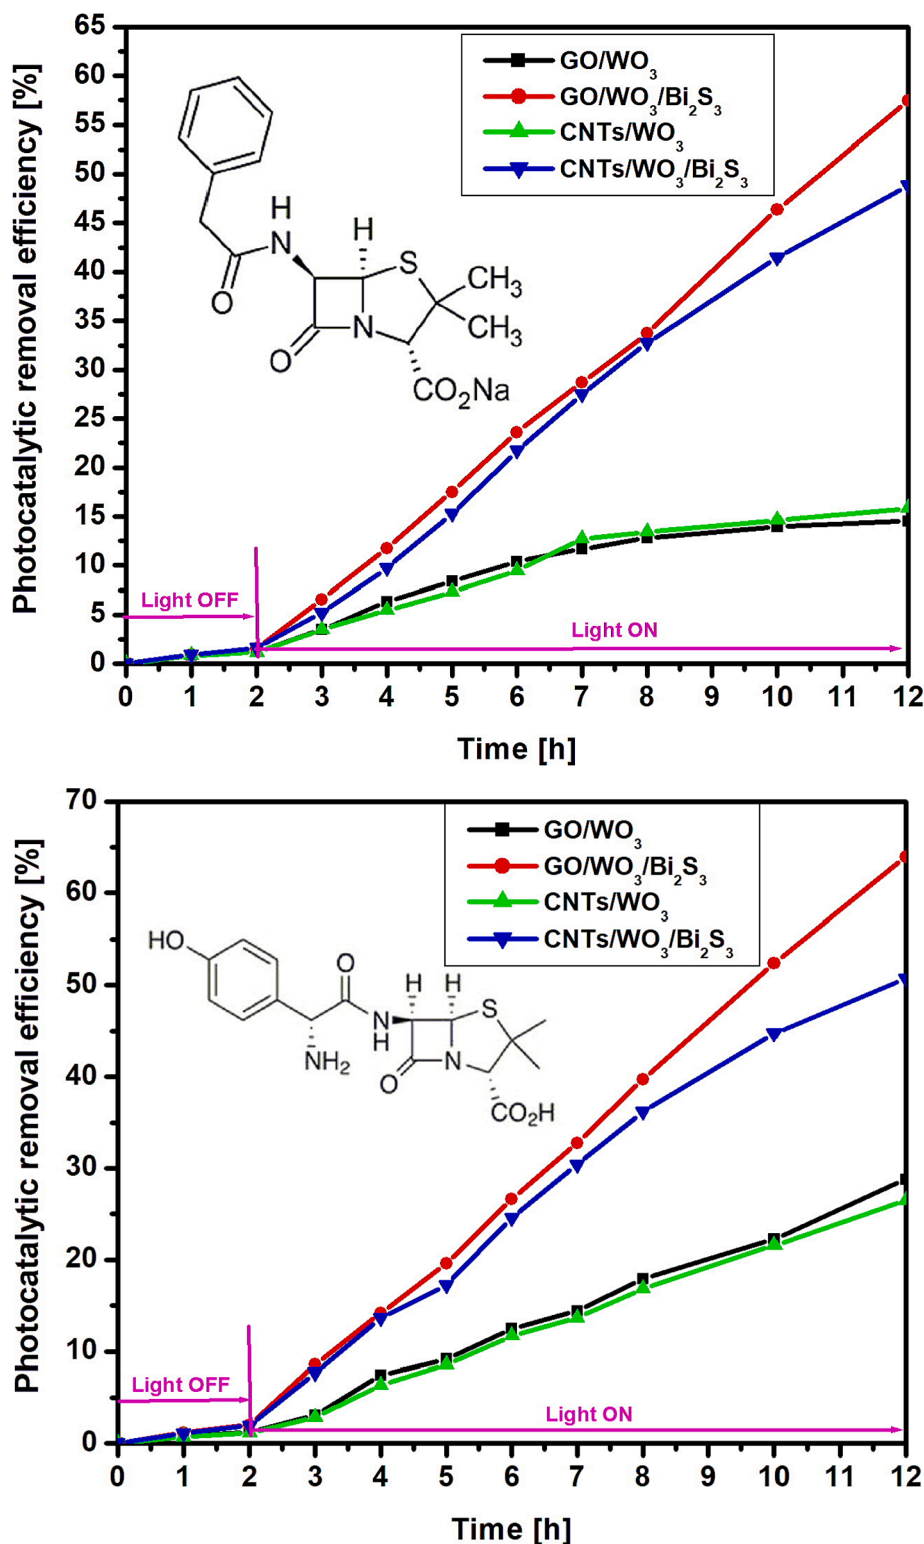 Photocatalytic removal efficiency [%]
65
60
55
50
45
40
35
30
25
20
15
10
5
0
GO/WO₃
GO/WO₃/Bi₂S₃
CNTs/WO₃
CNTs/WO₃/Bi₂S₃
H
N
O
H
S
CH₃
CH₃
N
O
CO₂Na
Light OFF
Light ON
0 1 2 3 4 5 6 7 8 10 11 12
Time [h]
Photocatalytic removal efficiency [%]
70
60
50
40
30
20
10
0
GO/WO₃
GO/WO₃/Bi₂S₃
CNTs/WO₃
CNTs/WO₃/Bi₂S₃
HO
O
H H
S
N
H
NH₂
N
O
CO₂H
Light OFF
Light ON
0 1 2 3 4 5 6 7 8 9 10 11 12
Time [h]